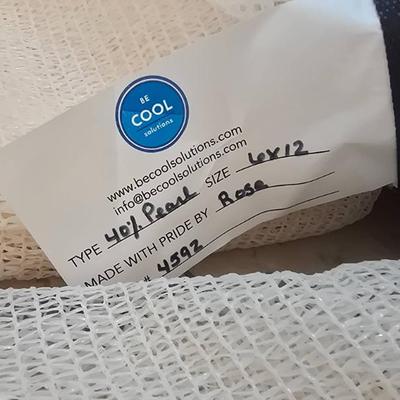 BE
COOL
solutions
www.becoolsolutions.com
info@becoolsolutions.com
TYPE 40% Pearl SIZE 6x12
MADE WITH PRIDE BY Rosa
# 4592